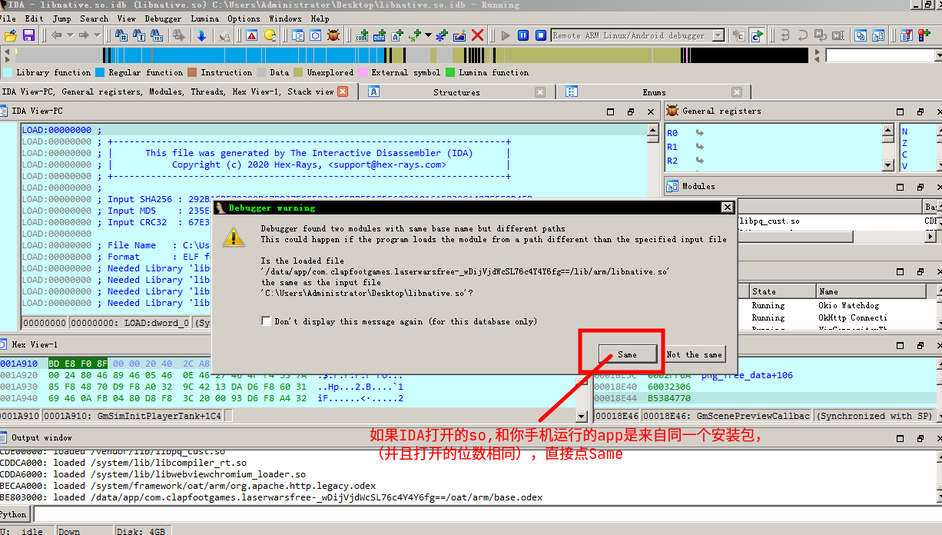 IDA - libnative.so.idb (libnative.so) C:\Users\Administrator\Desktop\libnative.so.idb - Running
File Edit Jump Search View Debugger Lumina Options Windows Help
Remote ARM Linux/Android debugger
Library function Regular function Instruction Data Unexplored External symbol Lumina function
IDA View-PC, General registers, Modules, Threads, Hex View-1, Stack view
Structures
Enums
IDA View-PC
LOAD:00000000 ;
LOAD:00000000 ; +-------------------------------------------------------------------------+
LOAD:00000000 ; | This file was generated by The Interactive Disassembler (IDA) |
LOAD:00000000 ; | Copyright (c) 2020 Hex-Rays, <support@hex-rays.com> |
LOAD:00000000 ; +-------------------------------------------------------------------------+
LOAD:00000000 ;
LOAD:00000000 ; Input SHA256 :
LOAD:00000000 ; Input MD5 : 235E
LOAD:00000000 ; Input CRC32 : 67E3
LOAD:00000000
LOAD:00000000 ; File Name : C:\Us
LOAD:00000000 ; Format : ELF f
LOAD:00000000 ; Needed Library 'lib
LOAD:00000000 ; Needed Library 'lib
LOAD:00000000 ; Needed Library 'lib
LOAD:00000000 ; Needed Library 'lib
00000000 00000000: LOAD:dword_0 (Sy
General registers
R0
R1
R2
N
Z
C
V
Modules
Ba
libpq_cust.so
State Name
Running Okio Watchdog
Running OkHttp Connecti
Debugger warning
Debugger found two modules with same base name but different paths
This could happen if the program loads the module from a path different than the specified input file
Is the loaded file
'/data/app/com.clapfootgames.laserwarsfree-_wDijVjdWcSL76c4Y4Y6fg==/lib/arm/libnative.so'
the same as the input file
'C:\Users\Administrator\Desktop\libnative.so'?
Don't display this message again (for this database only)
Same
Not the same
Hex View-1
0001A910 BD E8 F0 8F 00 00 20 40 2C A8
0001A920 00 24 80 46 89 46 05 46 0E 46
0001A930 85 F8 48 70 D9 F8 A0 32 9C 42 13 DA D6 F8 60 31 ..Hp...2.B....`1
0001A940 69 46 0A FB 04 80 D8 F8 3C 20 00 93 D6 F8 A4 32 iF......<.....2
0001A910 0001A910: GmSimInitPlayerTank+1C4
png_free_data+106
00018E40 60032306
00018E44 B5384770
00018E46 00018E46: GmScenePreviewCallbac (Synchronized with SP)
Output window
CDE00000: loaded /vendor/lib/libpq_cust.so
CDDCA000: loaded /system/lib/libcompiler_rt.so
CDDA6000: loaded /system/lib/libwebviewchromium_loader.so
BECAA000: loaded /system/framework/oat/arm/org.apache.http.legacy.odex
BE803000: loaded /data/app/com.clapfootgames.laserwarsfree-_wDijVjdWcSL76c4Y4Y6fg==/oat/arm/base.odex
如果IDA打开的so,和你手机运行的app是来自同一个安装包,
（并且打开的位数相同）,直接点Same
Python
U: idle Down Disk: 4GB